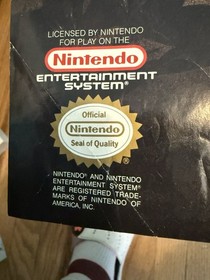 LICENSED BY NINTENDO
FOR PLAY ON THE
Nintendo
ENTERTAINMENT
SYSTEM®
Official
Nintendo
Seal of Quality
®
NINTENDO® AND NINTENDO
ENTERTAINMENT SYSTEM®
ARE REGISTERED TRADE-
MARKS OF NINTENDO OF
AMERICA, INC.